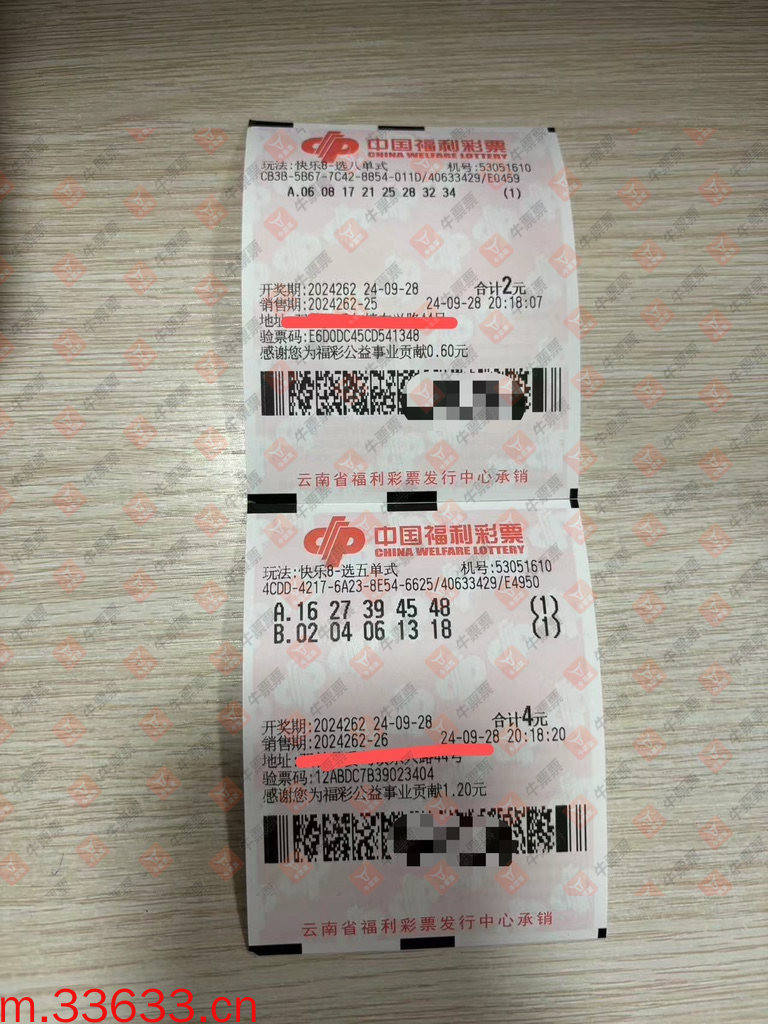 中国福利彩票
CHINA WELFARE LOTTERY
玩法:快乐8-选八单式 机号:53051610
CB3B-5B67-7C42-8854-011D/40633429/E0459
A.06 08 17 21 25 28 32 34 (1)
开奖期:2024262 24-09-28 合计2元
销售期:2024262-25 24-09-28 20:18:07
地址:
验票码:E6D0DC45CD541348
感谢您为福彩公益事业贡献0.60元
云南省福利彩票发行中心承销
中国福利彩票
CHINA WELFARE LOTTERY
玩法:快乐8-选五单式 机号:53051610
4CDD-4217-6A23-8E54-6625/40633429/E4950
A.16 27 39 45 48 (1)
B.02 04 06 13 18 (1)
开奖期:2024262 24-09-28 合计4元
销售期:2024262-26 24-09-28 20:18:20
地址:
验票码:12ABDC7B39023404
感谢您为福彩公益事业贡献1.20元
云南省福利彩票发行中心承销
牛票票
m.33633.cn